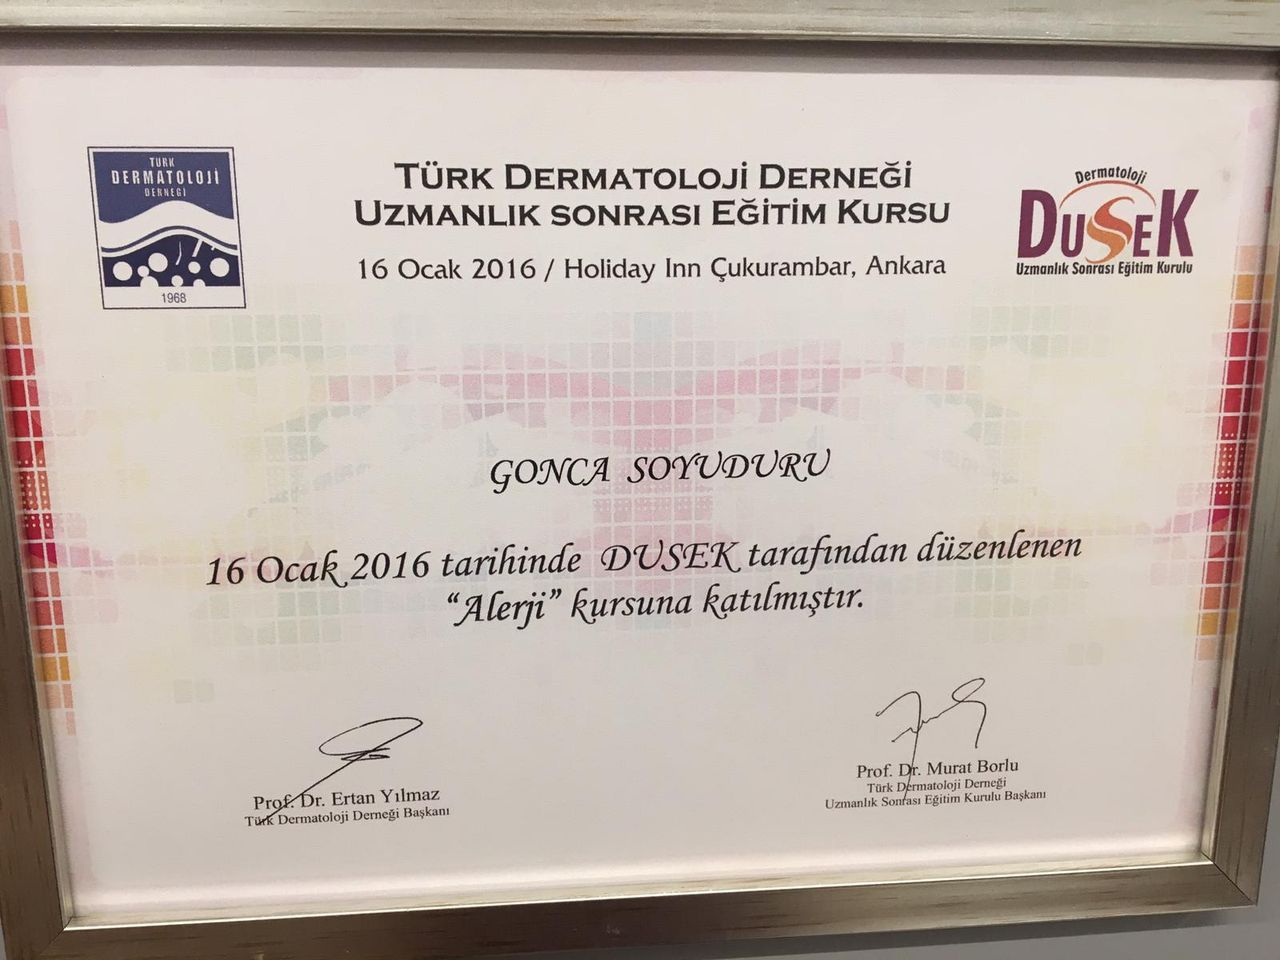 TÜRK
DERMATOLOJİ
DERNEĞİ
1968
TÜRK DERMATOLOJİ DERNEĞİ
UZMANLIK SONRASI EĞİTİM KURSU
16 Ocak 2016 / Holiday Inn Çukurambar, Ankara
Dermatoloji
DUSEK
Uzmanlık Sonrası Eğitim Kurulu
GONCA SOYUDURU
16 Ocak 2016 tarihinde DUSEK tarafından düzenlenen
“Alerji” kursuna katılmıştır.
Prof. Dr. Ertan Yılmaz
Türk Dermatoloji Derneği Başkanı
Prof. Dr. Murat Borlu
Türk Dermatoloji Derneği
Uzmanlık Sonrası Eğitim Kurulu Başkanı